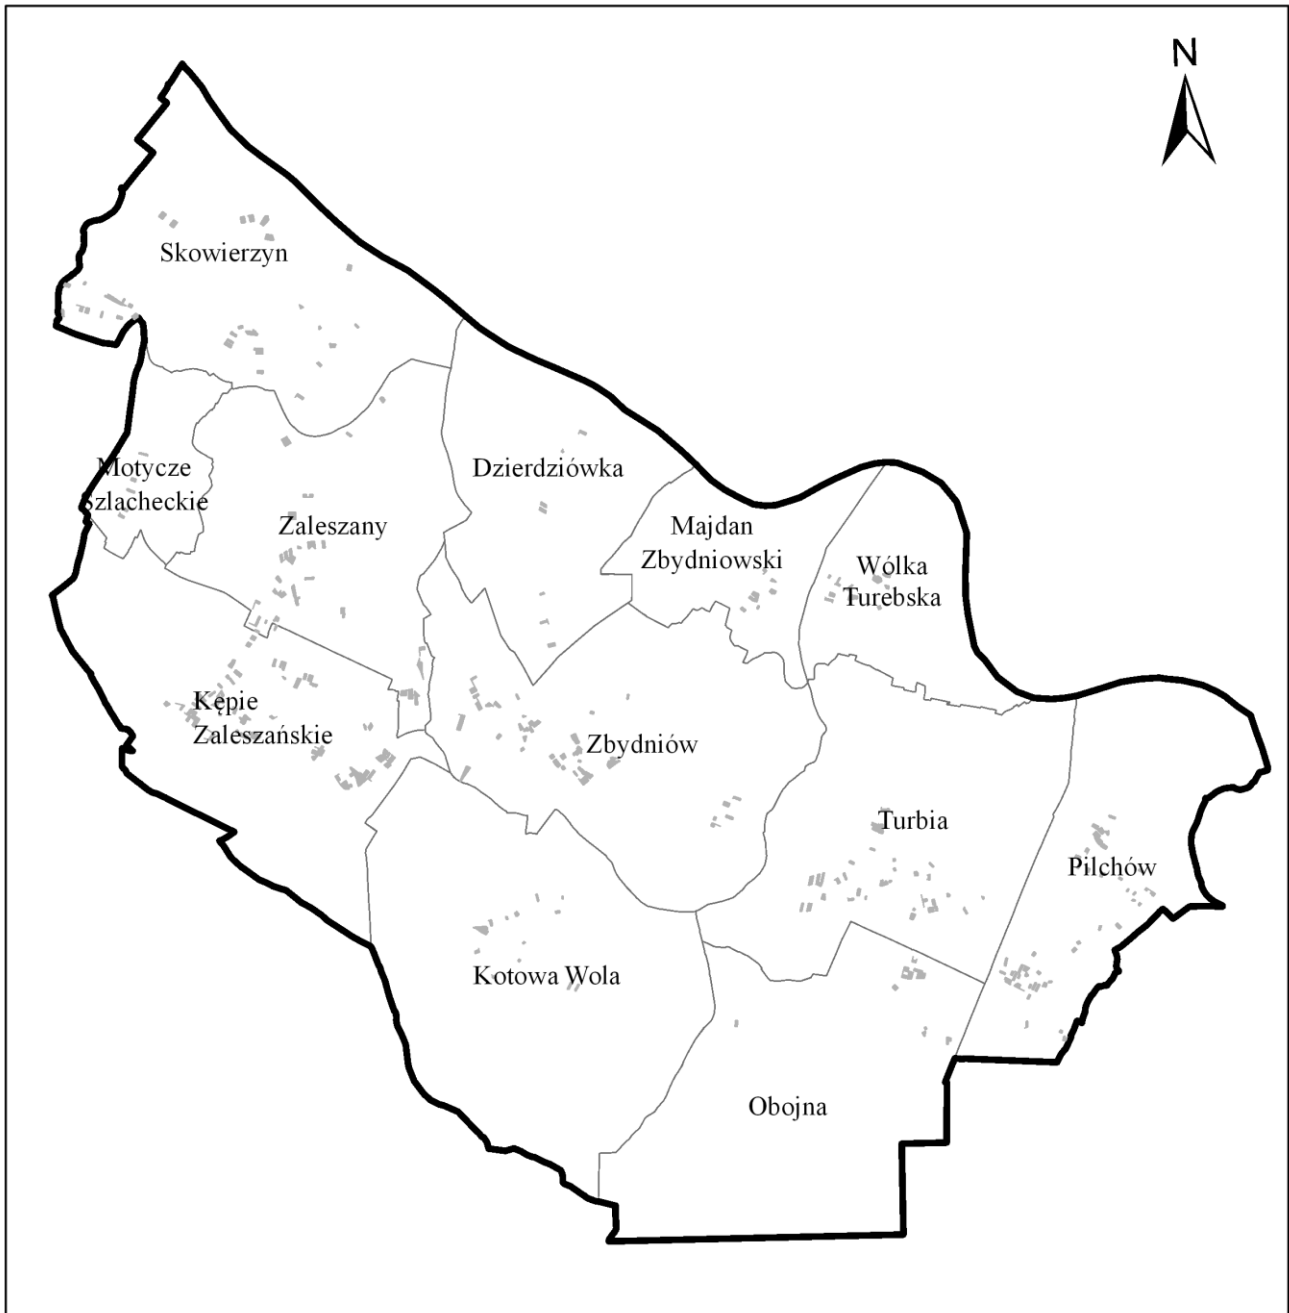 N
Skowierzyn
Motycze
Szlacheckie
Dzierdziówka
Zaleszany
Majdan
Zbydniowski
Wólka
Turebska
Kępie
Zaleszańskie
Zbydniów
Turbia
Pilchów
Kotowa Wola
Obojna